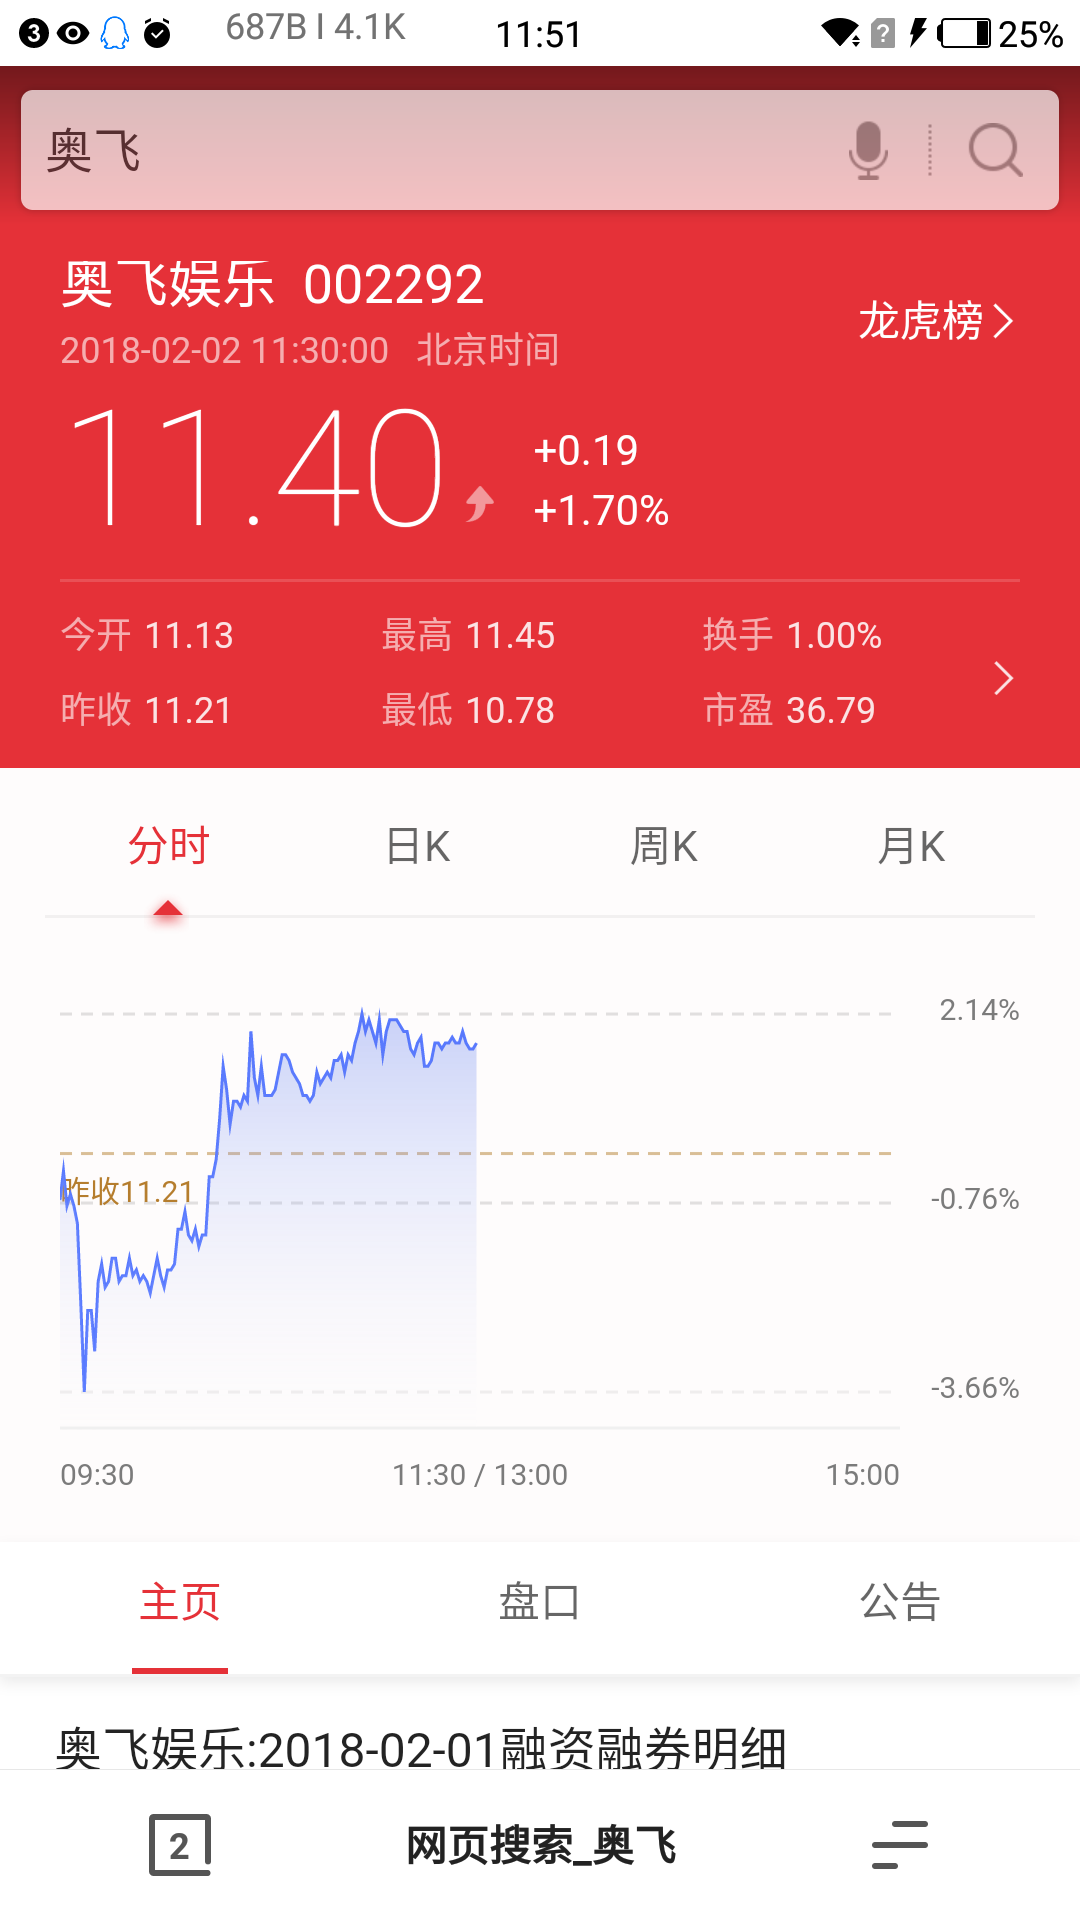 3 687B | 4.1K 11:51 ? 25%
奥飞
奥飞娱乐 002292
2018-02-02 11:30:00 北京时间
龙虎榜
11.40
+0.19
+1.70%
今开 11.13 最高 11.45 换手 1.00%
昨收 11.21 最低 10.78 市盈 36.79
分时 日K 周K 月K
2.14%
昨收11.21
-0.76%
-3.66%
09:30 11:30 / 13:00 15:00
主页 盘口 公告
奥飞娱乐:2018-02-01融资融券明细
2 网页搜索_奥飞